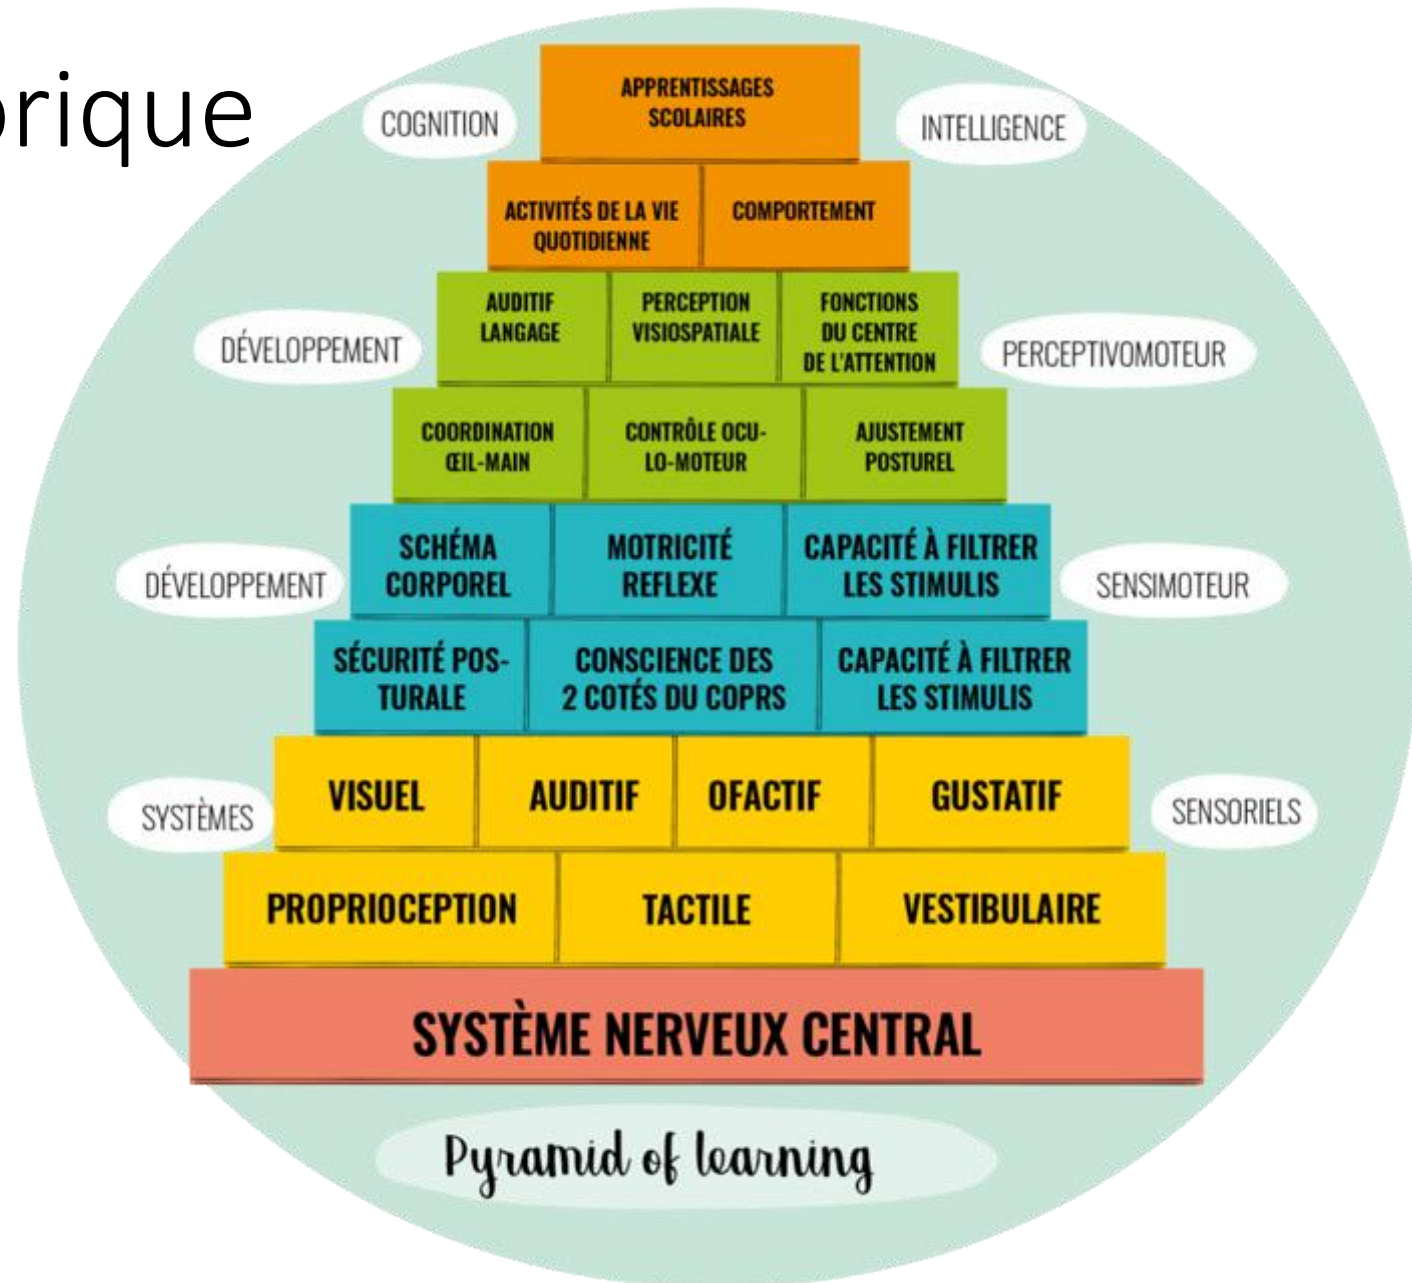 orique
APPRENTISSAGES
SCOLAIRES
COGNITION
INTELLIGENCE
ACTIVITÉS DE LA VIE
QUOTIDIENNE
COMPORTEMENT
AUDITIF
LANGAGE
PERCEPTION
VISIOSPATIALE
FONCTIONS
DU CENTRE
DE L'ATTENTION
DÉVELOPPEMENT
PERCEPTIVOMOTEUR
COORDINATION
ŒIL-MAIN
CONTRÔLE OCU-
LO-MOTEUR
AJUSTEMENT
POSTUREL
SCHÉMA
CORPOREL
MOTRICITÉ
REFLEXE
CAPACITÉ À FILTRER
LES STIMULIS
DÉVELOPPEMENT
SENSIMOTEUR
SÉCURITÉ POS-
TURALE
CONSCIENCE DES
2 COTÉS DU COPRS
CAPACITÉ À FILTRER
LES STIMULIS
VISUEL
AUDITIF
OFACTIF
GUSTATIF
SYSTÈMES
SENSORIELS
PROPRIOCEPTION
TACTILE
VESTIBULAIRE
SYSTÈME NERVEUX CENTRAL
Pyramid of learning